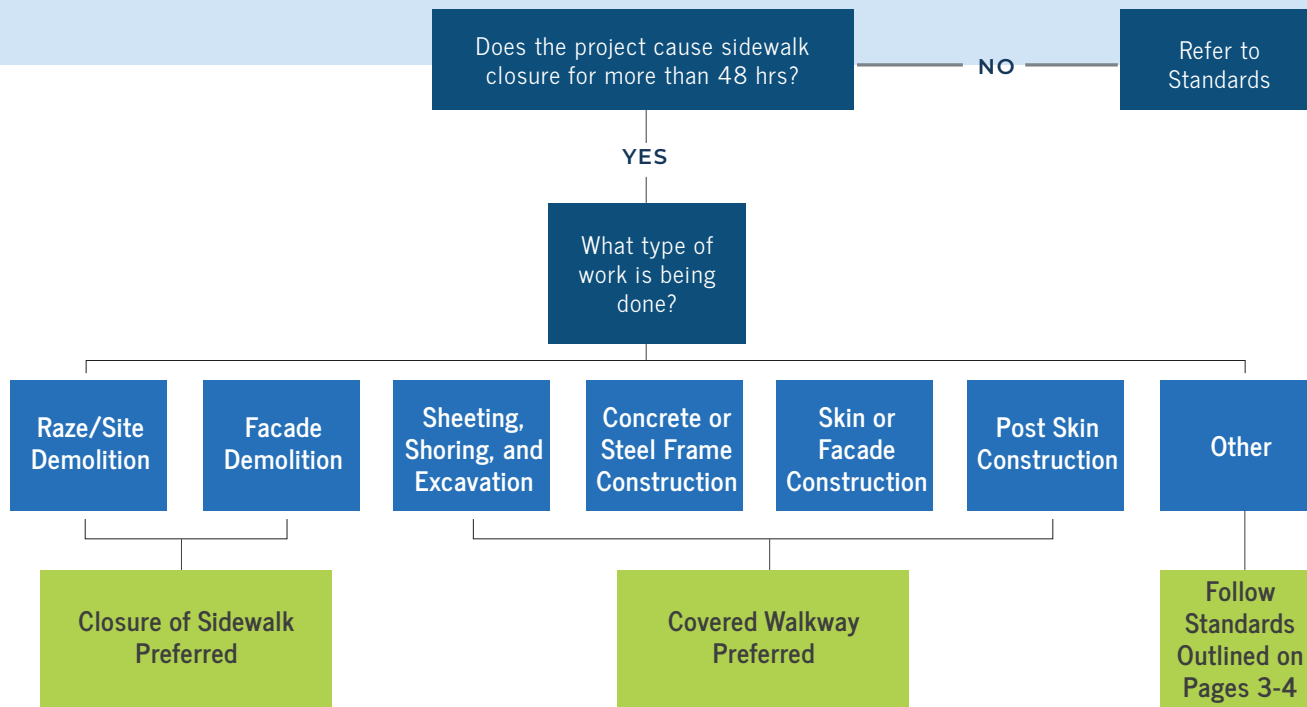 Does the project cause sidewalk
closure for more than 48 hrs?
NO
Refer to
Standards
YES
What type of
work is being
done?
Raze/Site
Demolition
Facade
Demolition
Sheeting,
Shoring, and
Excavation
Concrete or
Steel Frame
Construction
Skin or
Facade
Construction
Post Skin
Construction
Other
Closure of Sidewalk
Preferred
Covered Walkway
Preferred
Follow
Standards
Outlined on
Pages 3-4